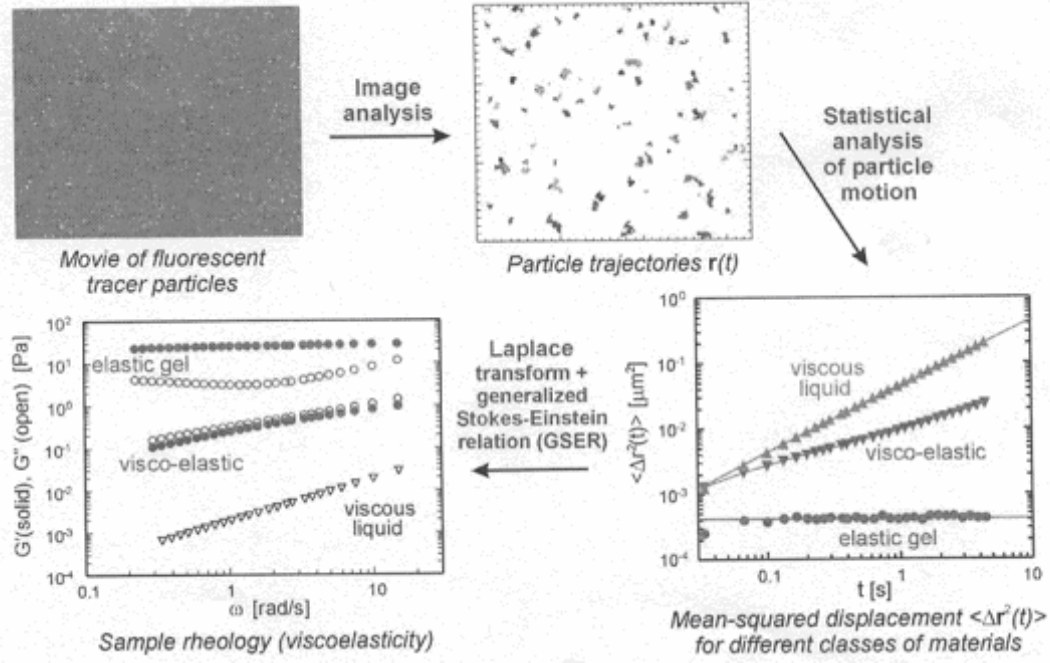 Image
analysis
Statistical
analysis
of particle
motion
Movie of fluorescent
tracer particles
Particle trajectories r(t)
G'(solid), G'' (open) [Pa]
10²
10¹
10⁰
10⁻¹
10⁻²
10⁻³
10⁻⁴
elastic gel
visco-elastic
viscous
liquid
0.1
1
10
ω [rad/s]
Sample rheology (viscoelasticity)
Laplace
transform +
generalized
Stokes-Einstein
relation (GSER)
<Δr²(t)> [µm²]
10⁰
10⁻¹
10⁻²
10⁻³
10⁻⁴
viscous
liquid
visco-elastic
elastic gel
0.1
1
10
t [s]
Mean-squared displacement <Δr²(t)>
for different classes of materials